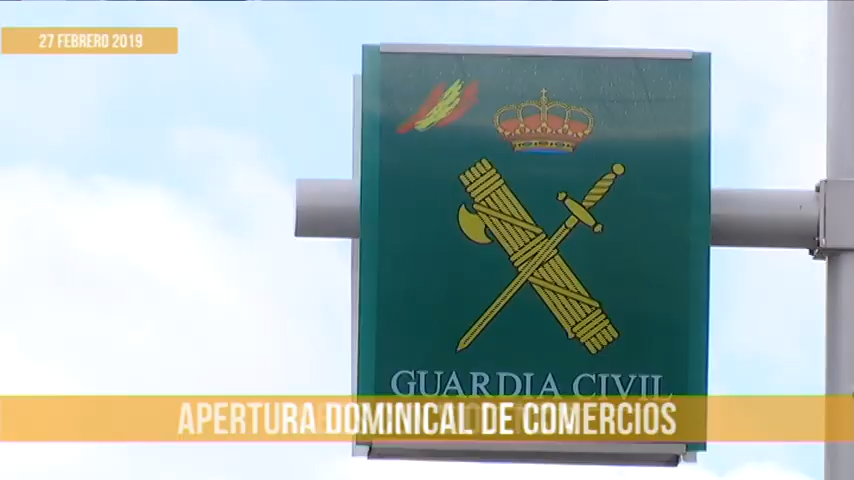 27 FEBRERO 2019
GUARDIA CIVIL
APERTURA DOMINICAL DE COMERCIOS